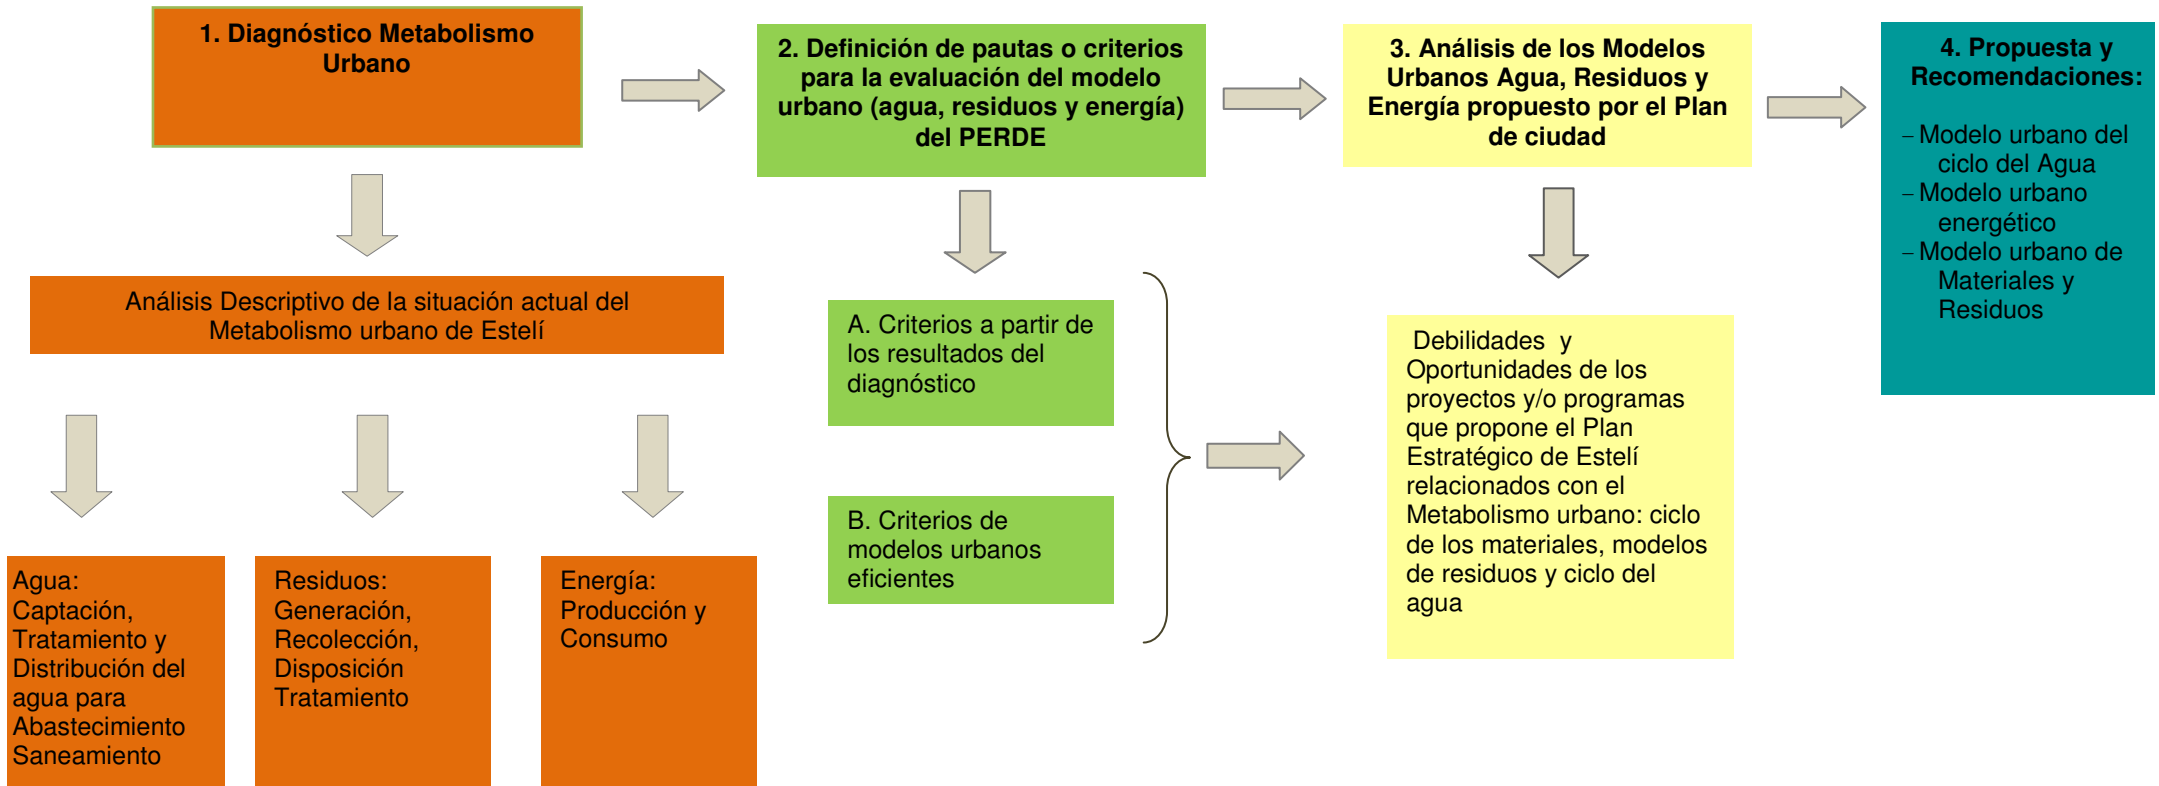 1. Diagnóstico Metabolismo
Urbano
2. Definición de pautas o criterios
para la evaluación del modelo
urbano (agua, residuos y energía)
del PERDE
3. Análisis de los Modelos
Urbanos Agua, Residuos y
Energía propuesto por el Plan
de ciudad
4. Propuesta y
Recomendaciones:
– Modelo urbano del
ciclo del Agua
– Modelo urbano
energético
– Modelo urbano de
Materiales y
Residuos
Análisis Descriptivo de la situación actual del
Metabolismo urbano de Estelí
Agua:
Captación,
Tratamiento y
Distribución del
agua para
Abastecimiento
Saneamiento
Residuos:
Generación,
Recolección,
Disposición
Tratamiento
Energía:
Producción y
Consumo
A. Criterios a partir de
los resultados del
diagnóstico
B. Criterios de
modelos urbanos
eficientes
Debilidades y
Oportunidades de los
proyectos y/o programas
que propone el Plan
Estratégico de Estelí
relacionados con el
Metabolismo urbano: ciclo
de los materiales, modelos
de residuos y ciclo del
agua